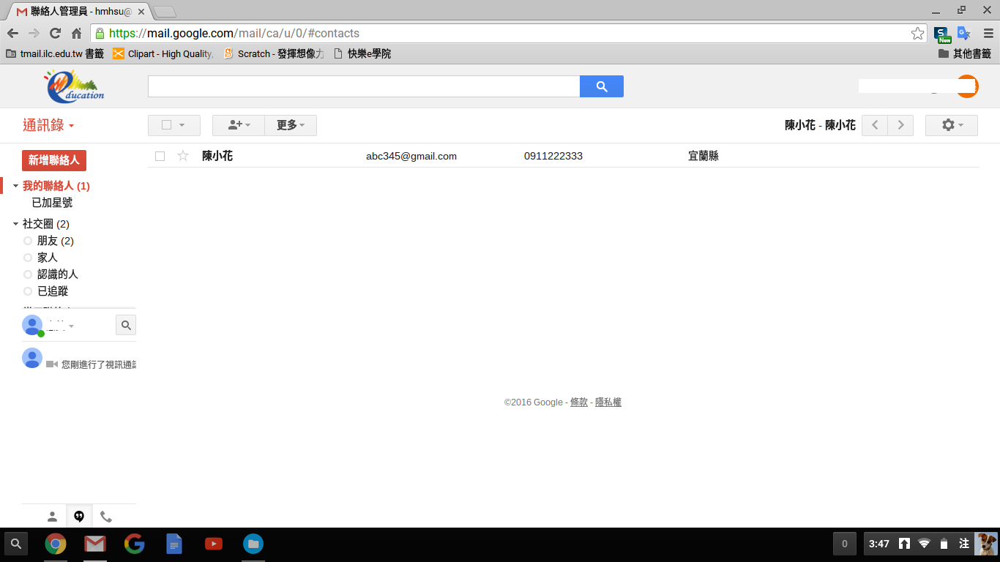 聯絡人管理員 - hmhsu@
https://mail.google.com/mail/ca/u/0/#contacts
New
tmail.ilc.edu.tw 書籤 Clipart - High Quality, Scratch - 發揮想像力 快樂e學院 其他書籤
education
通訊錄 更多 陳小花 - 陳小花
新增聯絡人
陳小花 abc345@gmail.com 0911222333 宜蘭縣
我的聯絡人 (1)
已加星號
社交圈 (2)
朋友 (2)
家人
認識的人
已追蹤
您剛進行了視訊通
©2016 Google - 條款 - 隱私權
0 3:47 注